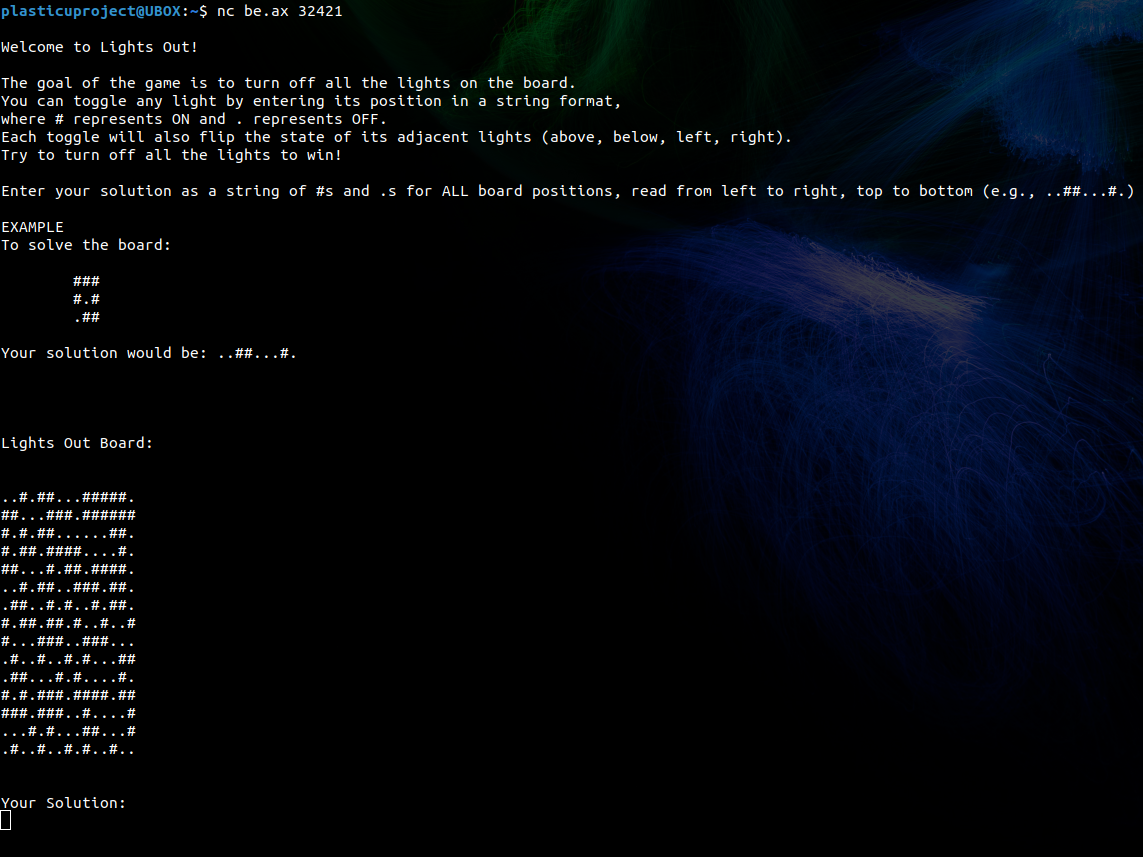 plasticuproject@UBOX:~$ nc be.ax 32421
Welcome to Lights Out!
The goal of the game is to turn off all the lights on the board.
You can toggle any light by entering its position in a string format,
where # represents ON and . represents OFF.
Each toggle will also flip the state of its adjacent lights (above, below, left, right).
Try to turn off all the lights to win!
Enter your solution as a string of #s and .s for ALL board positions, read from left to right, top to bottom (e.g., ..##...#.)
EXAMPLE
To solve the board:
###
#.#
.##
Your solution would be: ..##...#.
Lights Out Board:
..#.##...#####.
##...###.######
#.#.##......##.
#.##.####....#.
##...#.##.####.
..#.##..###.##.
.##..#.#..#.##.
#.##.##.#..#..#
#...###..###...
.#..#..#.#...##
.##...#.#....#.
#.#.###.####.##
###.###..#....#
...#.#...##...#
.#..#..#.#..#..
Your Solution: